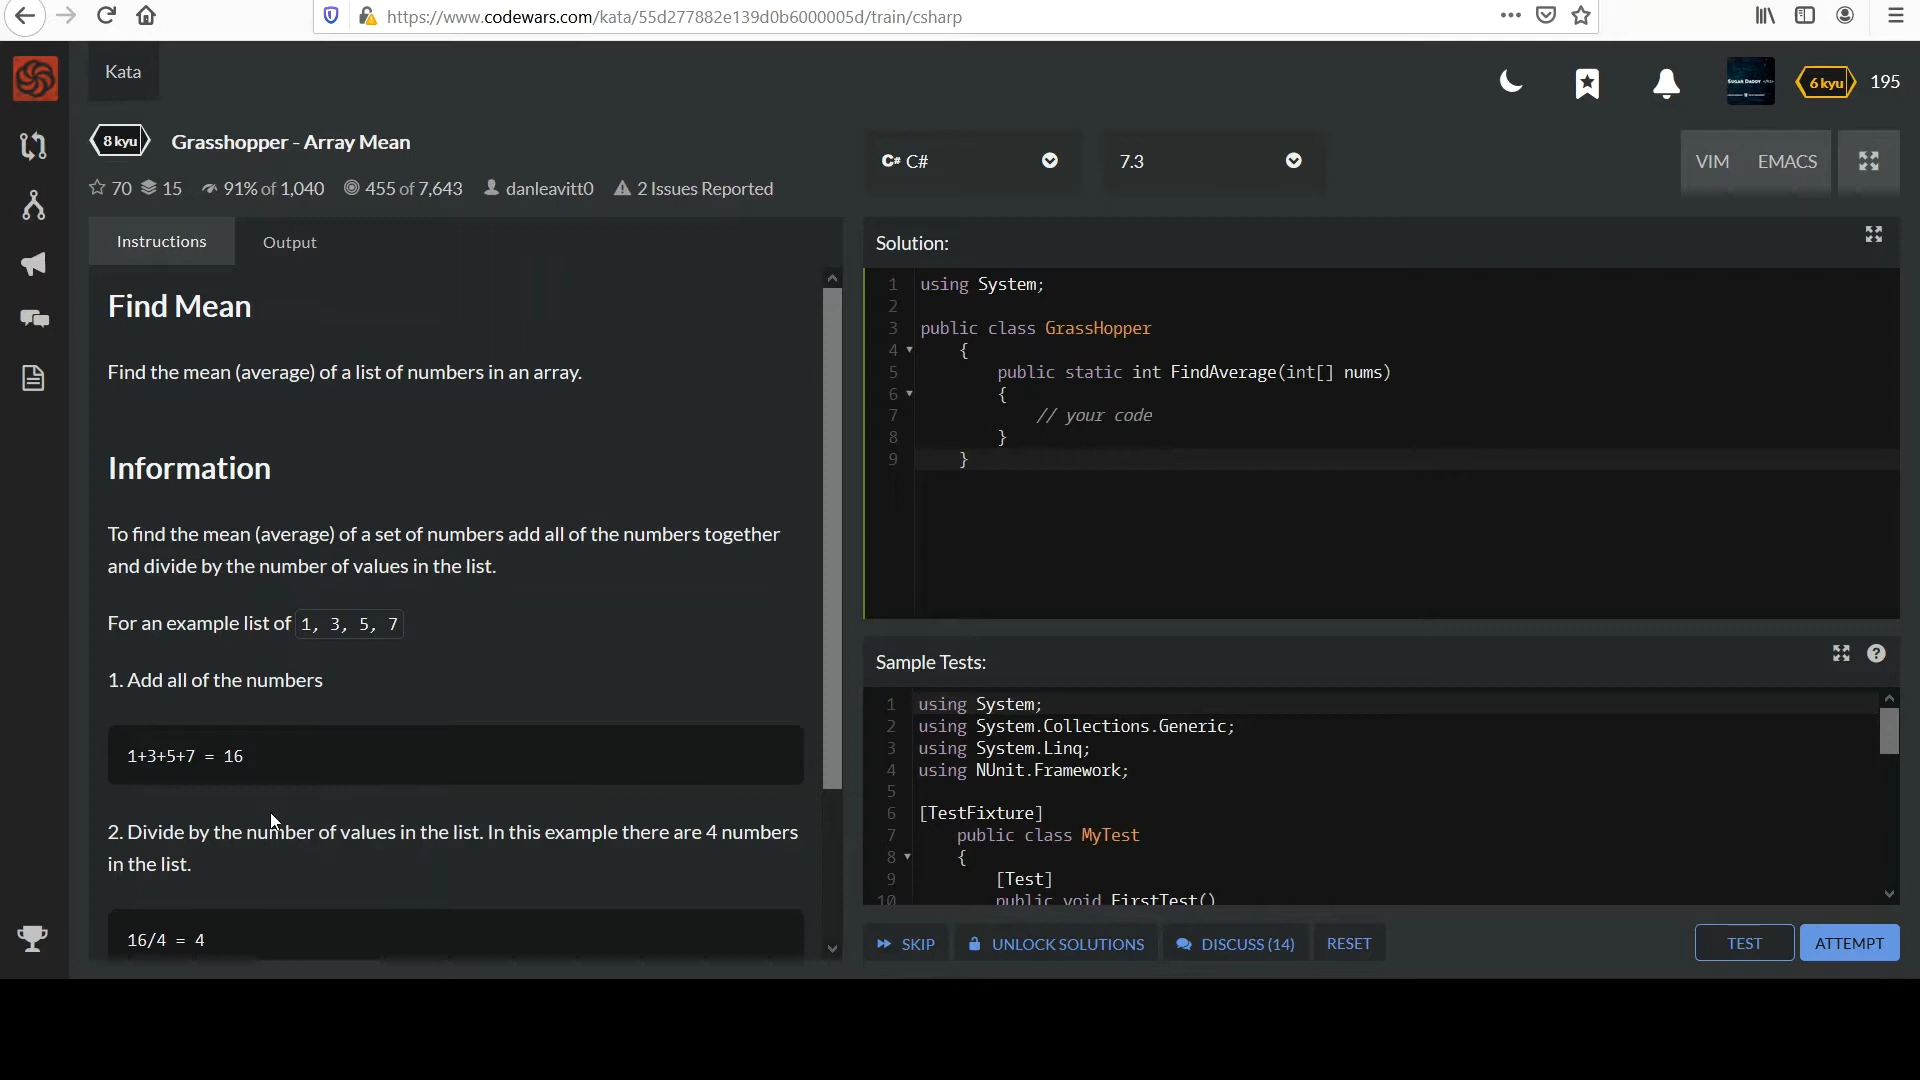 https://www.codewars.com/kata/55d277882e139d0b6000005d/train/csharp
Kata
6 kyu 195
8 kyu Grasshopper - Array Mean
70 15 91% of 1,040 455 of 7,643 danleavitt0 2 Issues Reported
C# C# 7.3 VIM EMACS
Instructions Output
Find Mean
Find the mean (average) of a list of numbers in an array.
Information
To find the mean (average) of a set of numbers add all of the numbers together
and divide by the number of values in the list.
For an example list of 1, 3, 5, 7
1. Add all of the numbers
1+3+5+7 = 16
2. Divide by the number of values in the list. In this example there are 4 numbers
in the list.
16/4 = 4
Solution:
1 using System;
2
3 public class GrassHopper
4 {
5 public static int FindAverage(int[] nums)
6 {
7 // your code
8 }
9 }
Sample Tests:
1 using System;
2 using System.Collections.Generic;
3 using System.Linq;
4 using NUnit.Framework;
5
6 [TestFixture]
7 public class MyTest
8 {
9 [Test]
10 public void FirstTest()
SKIP UNLOCK SOLUTIONS DISCUSS (14) RESET TEST ATTEMPT